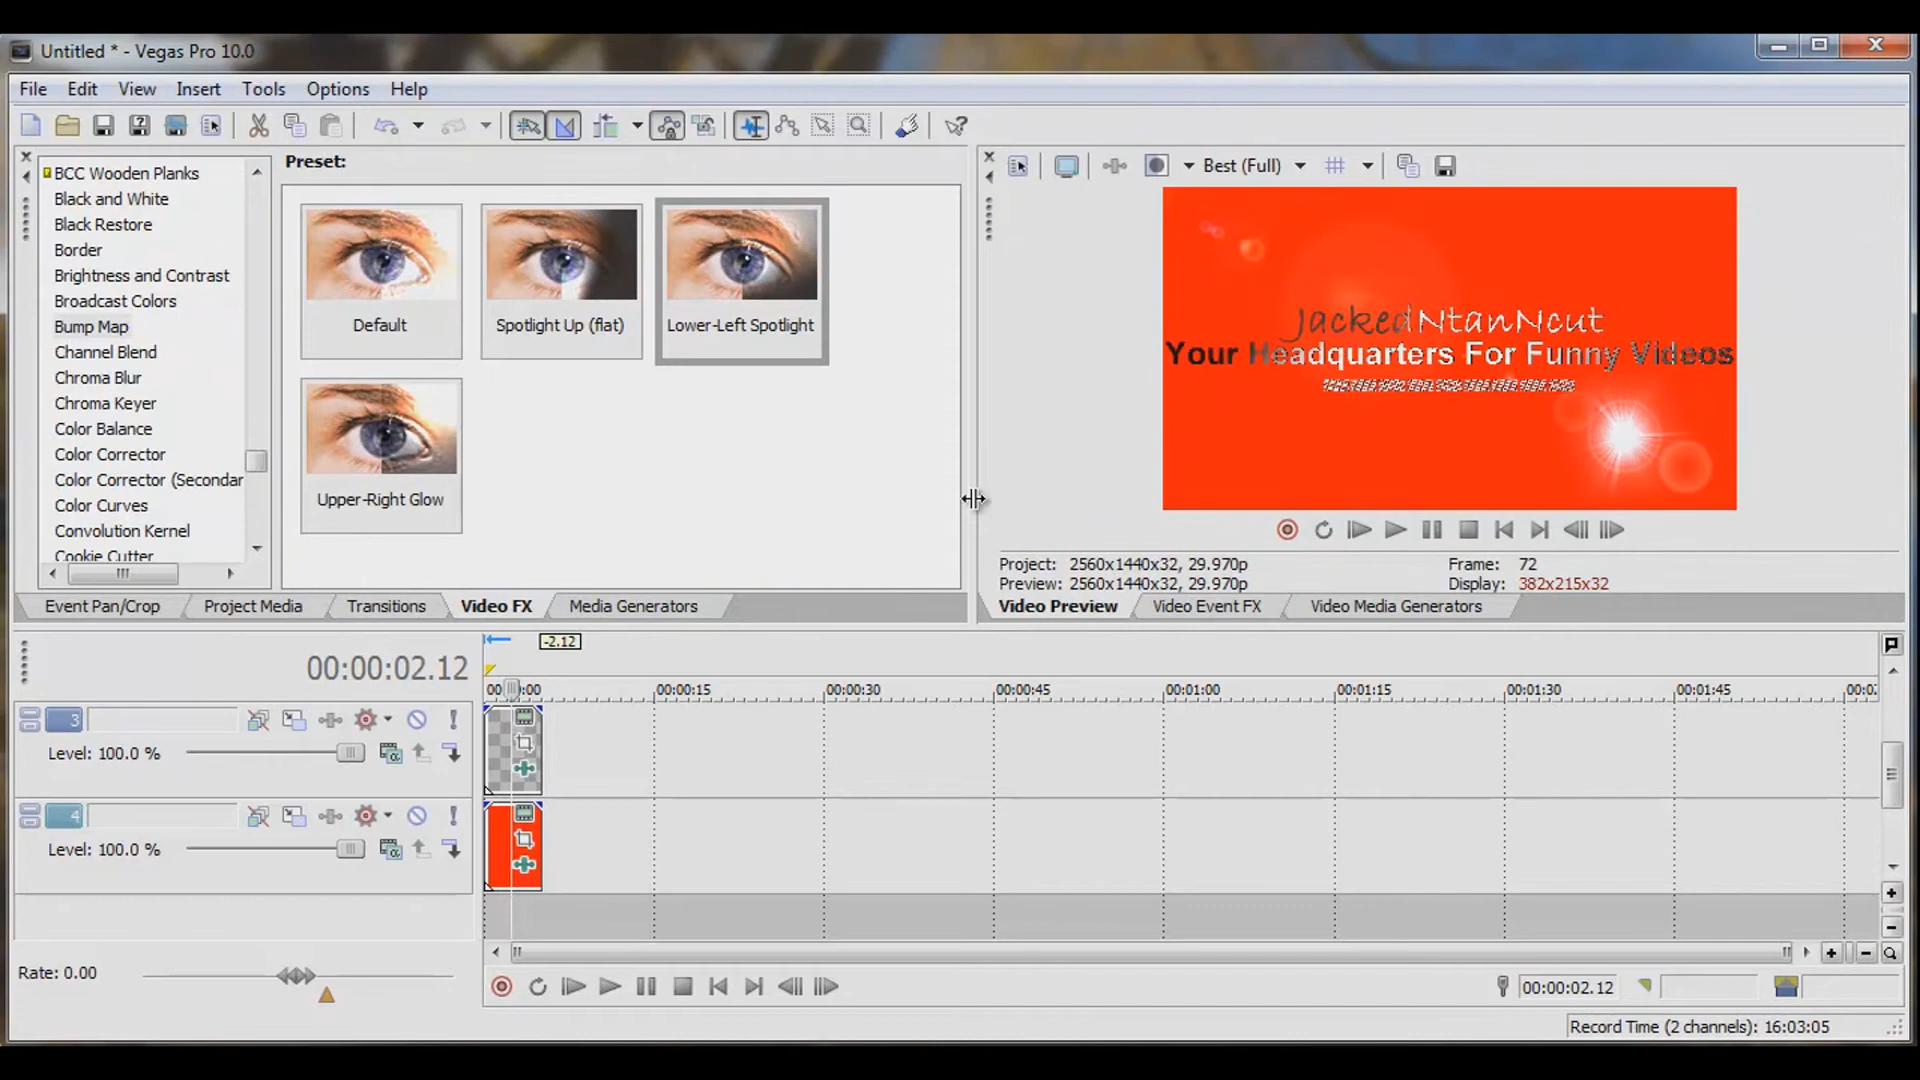 Untitled * - Vegas Pro 10.0
File Edit View Insert Tools Options Help
BCC Wooden Planks
Black and White
Black Restore
Border
Brightness and Contrast
Broadcast Colors
Bump Map
Channel Blend
Chroma Blur
Chroma Keyer
Color Balance
Color Corrector
Color Corrector (Secondar
Color Curves
Convolution Kernel
Cookie Cutter
Preset:
Default
Spotlight Up (flat)
Lower-Left Spotlight
Upper-Right Glow
Best (Full)
JackedNtanNcut
Your Headquarters For Funny Videos
Project: 2560x1440x32, 29.970p
Frame: 72
Preview: 2560x1440x32, 29.970p
Display: 382x215x32
Event Pan/Crop Project Media Transitions Video FX Media Generators
Video Preview Video Event FX Video Media Generators
-2.12
00:00:02.12
00:00:15 00:00:30 00:00:45 00:01:00 00:01:15 00:01:30 00:01:45
3
Level: 100.0 %
4
Level: 100.0 %
Rate: 0.00
00:00:02.12
Record Time (2 channels): 16:03:05